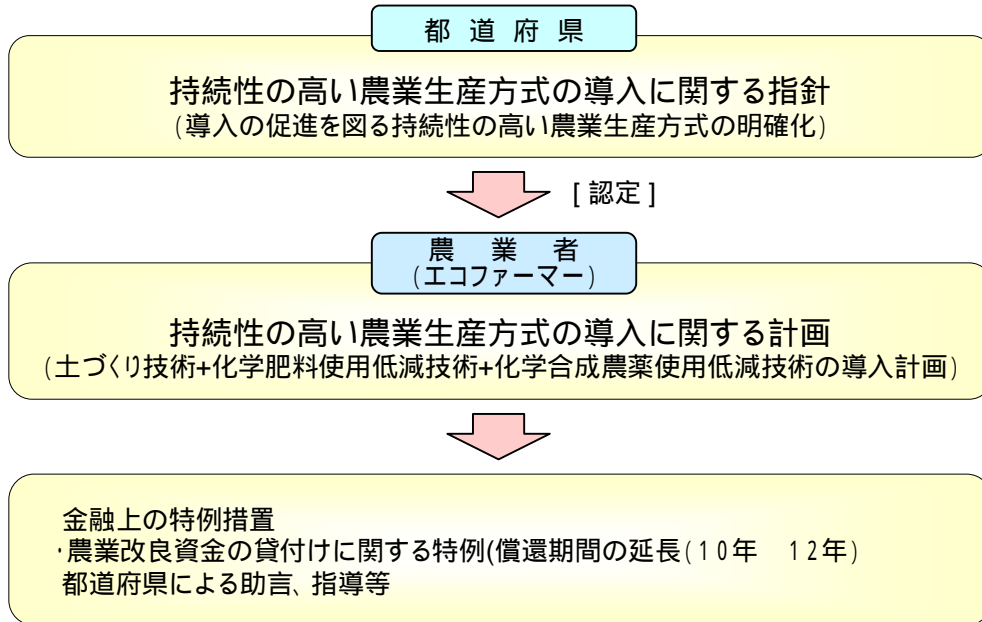 都道府県
持続性の高い農業生産方式の導入に関する指針
(導入の促進を図る持続性の高い農業生産方式の明確化)
[認定]
農業者
(エコファーマー)
持続性の高い農業生産方式の導入に関する計画
(土づくり技術+化学肥料使用低減技術+化学合成農薬使用低減技術の導入計画)
金融上の特例措置
・農業改良資金の貸付けに関する特例(償還期間の延長(10年　12年)
都道府県による助言、指導等